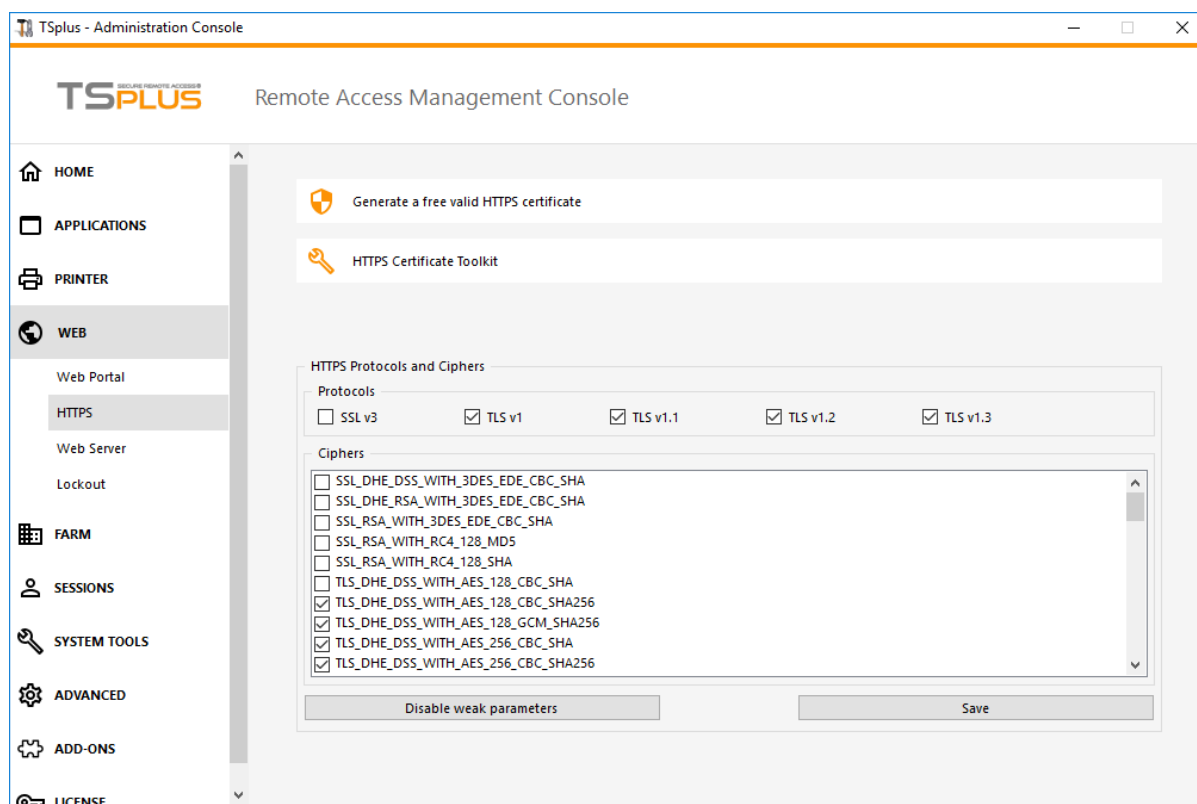 TSplus - Administration Console
TSPLUS SECURE REMOTE ACCESS®
Remote Access Management Console
HOME
APPLICATIONS
PRINTER
WEB
Web Portal
HTTPS
Web Server
Lockout
FARM
SESSIONS
SYSTEM TOOLS
ADVANCED
ADD-ONS
LICENSE
Generate a free valid HTTPS certificate
HTTPS Certificate Toolkit
HTTPS Protocols and Ciphers
Protocols
SSL v3 TLS v1 TLS v1.1 TLS v1.2 TLS v1.3
Ciphers
SSL_DHE_DSS_WITH_3DES_EDE_CBC_SHA
SSL_DHE_RSA_WITH_3DES_EDE_CBC_SHA
SSL_RSA_WITH_3DES_EDE_CBC_SHA
SSL_RSA_WITH_RC4_128_MD5
SSL_RSA_WITH_RC4_128_SHA
TLS_DHE_DSS_WITH_AES_128_CBC_SHA
TLS_DHE_DSS_WITH_AES_128_CBC_SHA256
TLS_DHE_DSS_WITH_AES_128_GCM_SHA256
TLS_DHE_DSS_WITH_AES_256_CBC_SHA
TLS_DHE_DSS_WITH_AES_256_CBC_SHA256
Disable weak parameters Save